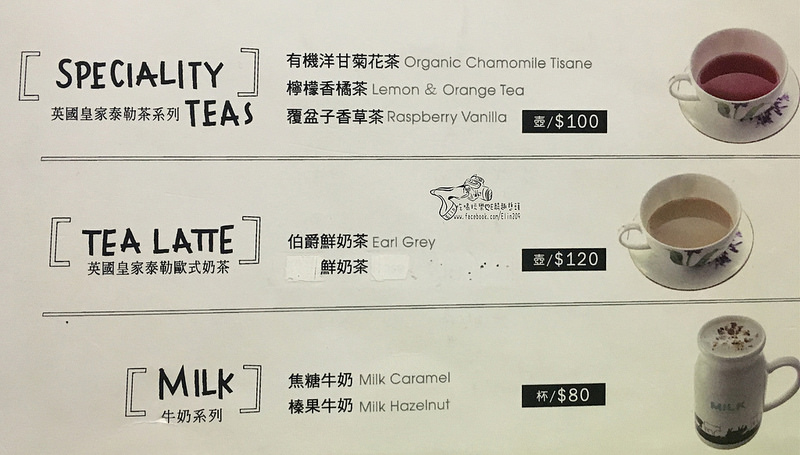 SPECIALITY TEAS
英國皇家泰勒茶系列
有機洋甘菊花茶 Organic Chamomile Tisane
檸檬香橘茶 Lemon & Orange Tea
覆盆子香草茶 Raspberry Vanilla
壺/$100
www.facebook.com/Elin209
TEA LATTE
英國皇家泰勒歐式奶茶
伯爵鮮奶茶 Earl Grey
鮮奶茶
壺/$120
MILK
牛奶系列
焦糖牛奶 Milk Caramel
榛果牛奶 Milk Hazelnut
杯/$80
MILK